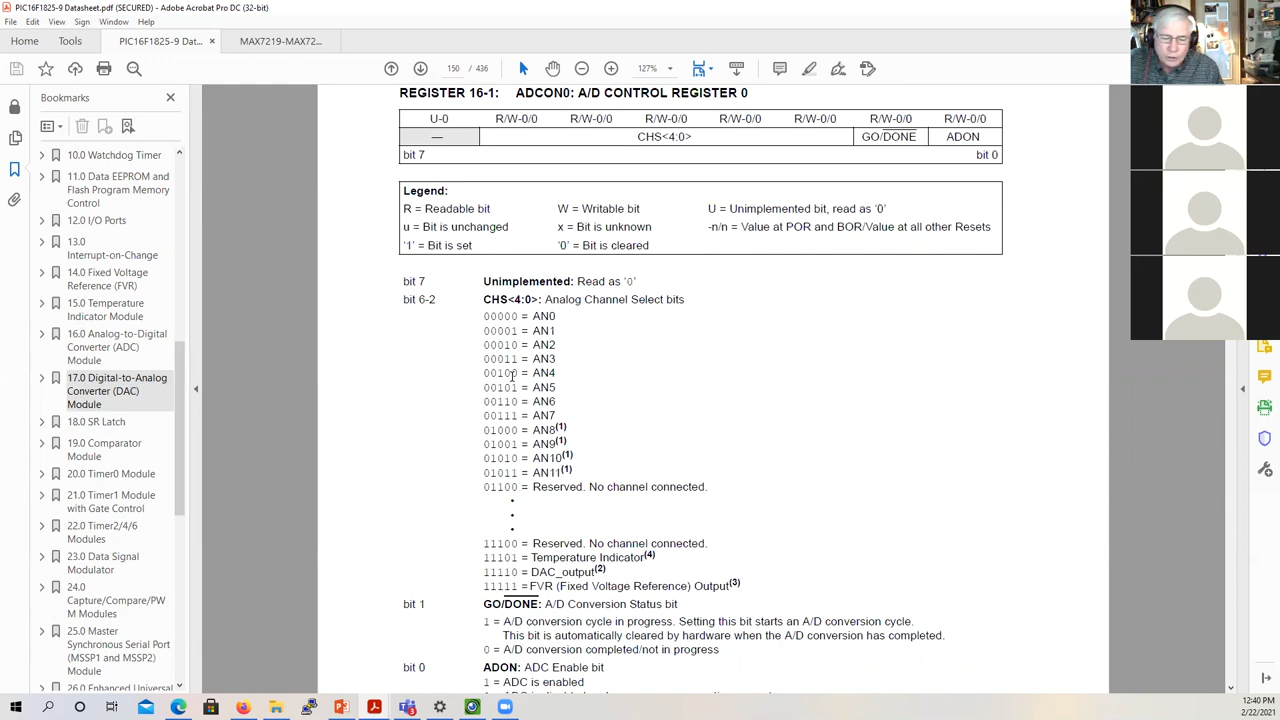 PIC16F1825-9 Datasheet.pdf (SECURED) - Adobe Acrobat Pro DC (32-bit)
File Edit View Sign Window Help
Home Tools PIC16F1825-9 Dat... × MAX7219-MAX72...
150 / 436 127%
Bookmarks
10.0 Watchdog Timer
11.0 Data EEPROM and
Flash Program Memory
Control
12.0 I/O Ports
13.0
Interrupt-on-Change
14.0 Fixed Voltage
Reference (FVR)
15.0 Temperature
Indicator Module
16.0 Analog-to-Digital
Converter (ADC)
Module
17.0 Digital-to-Analog
Converter (DAC)
Module
18.0 SR Latch
19.0 Comparator
Module
20.0 Timer0 Module
21.0 Timer1 Module
with Gate Control
22.0 Timer2/4/6
Modules
23.0 Data Signal
Modulator
24.0
Capture/Compare/PW
M Modules
25.0 Master
Synchronous Serial Port
(MSSP1 and MSSP2)
Module
26.0 Enhanced Universal
REGISTER 16-1: ADCON0: A/D CONTROL REGISTER 0
U-0 R/W-0/0 R/W-0/0 R/W-0/0 R/W-0/0 R/W-0/0 R/W-0/0 R/W-0/0
— CHS<4:0> GO/DONE ADON
bit 7 bit 0
Legend:
R = Readable bit W = Writable bit U = Unimplemented bit, read as ‘0’
u = Bit is unchanged x = Bit is unknown -n/n = Value at POR and BOR/Value at all other Resets
‘1’ = Bit is set ‘0’ = Bit is cleared
bit 7 Unimplemented: Read as ‘0’
bit 6-2 CHS<4:0>: Analog Channel Select bits
00000 = AN0
00001 = AN1
00010 = AN2
00011 = AN3
00100 = AN4
00101 = AN5
00110 = AN6
00111 = AN7
01000 = AN8(1)
01001 = AN9(1)
01010 = AN10(1)
01011 = AN11(1)
01100 = Reserved. No channel connected.
•
•
•
11100 = Reserved. No channel connected.
11101 = Temperature Indicator(4)
11110 = DAC_output(2)
11111 = FVR (Fixed Voltage Reference) Output(3)
bit 1 GO/DONE: A/D Conversion Status bit
1 = A/D conversion cycle in progress. Setting this bit starts an A/D conversion cycle.
This bit is automatically cleared by hardware when the A/D conversion has completed.
0 = A/D conversion completed/not in progress
bit 0 ADON: ADC Enable bit
1 = ADC is enabled
12:40 PM
2/22/2021